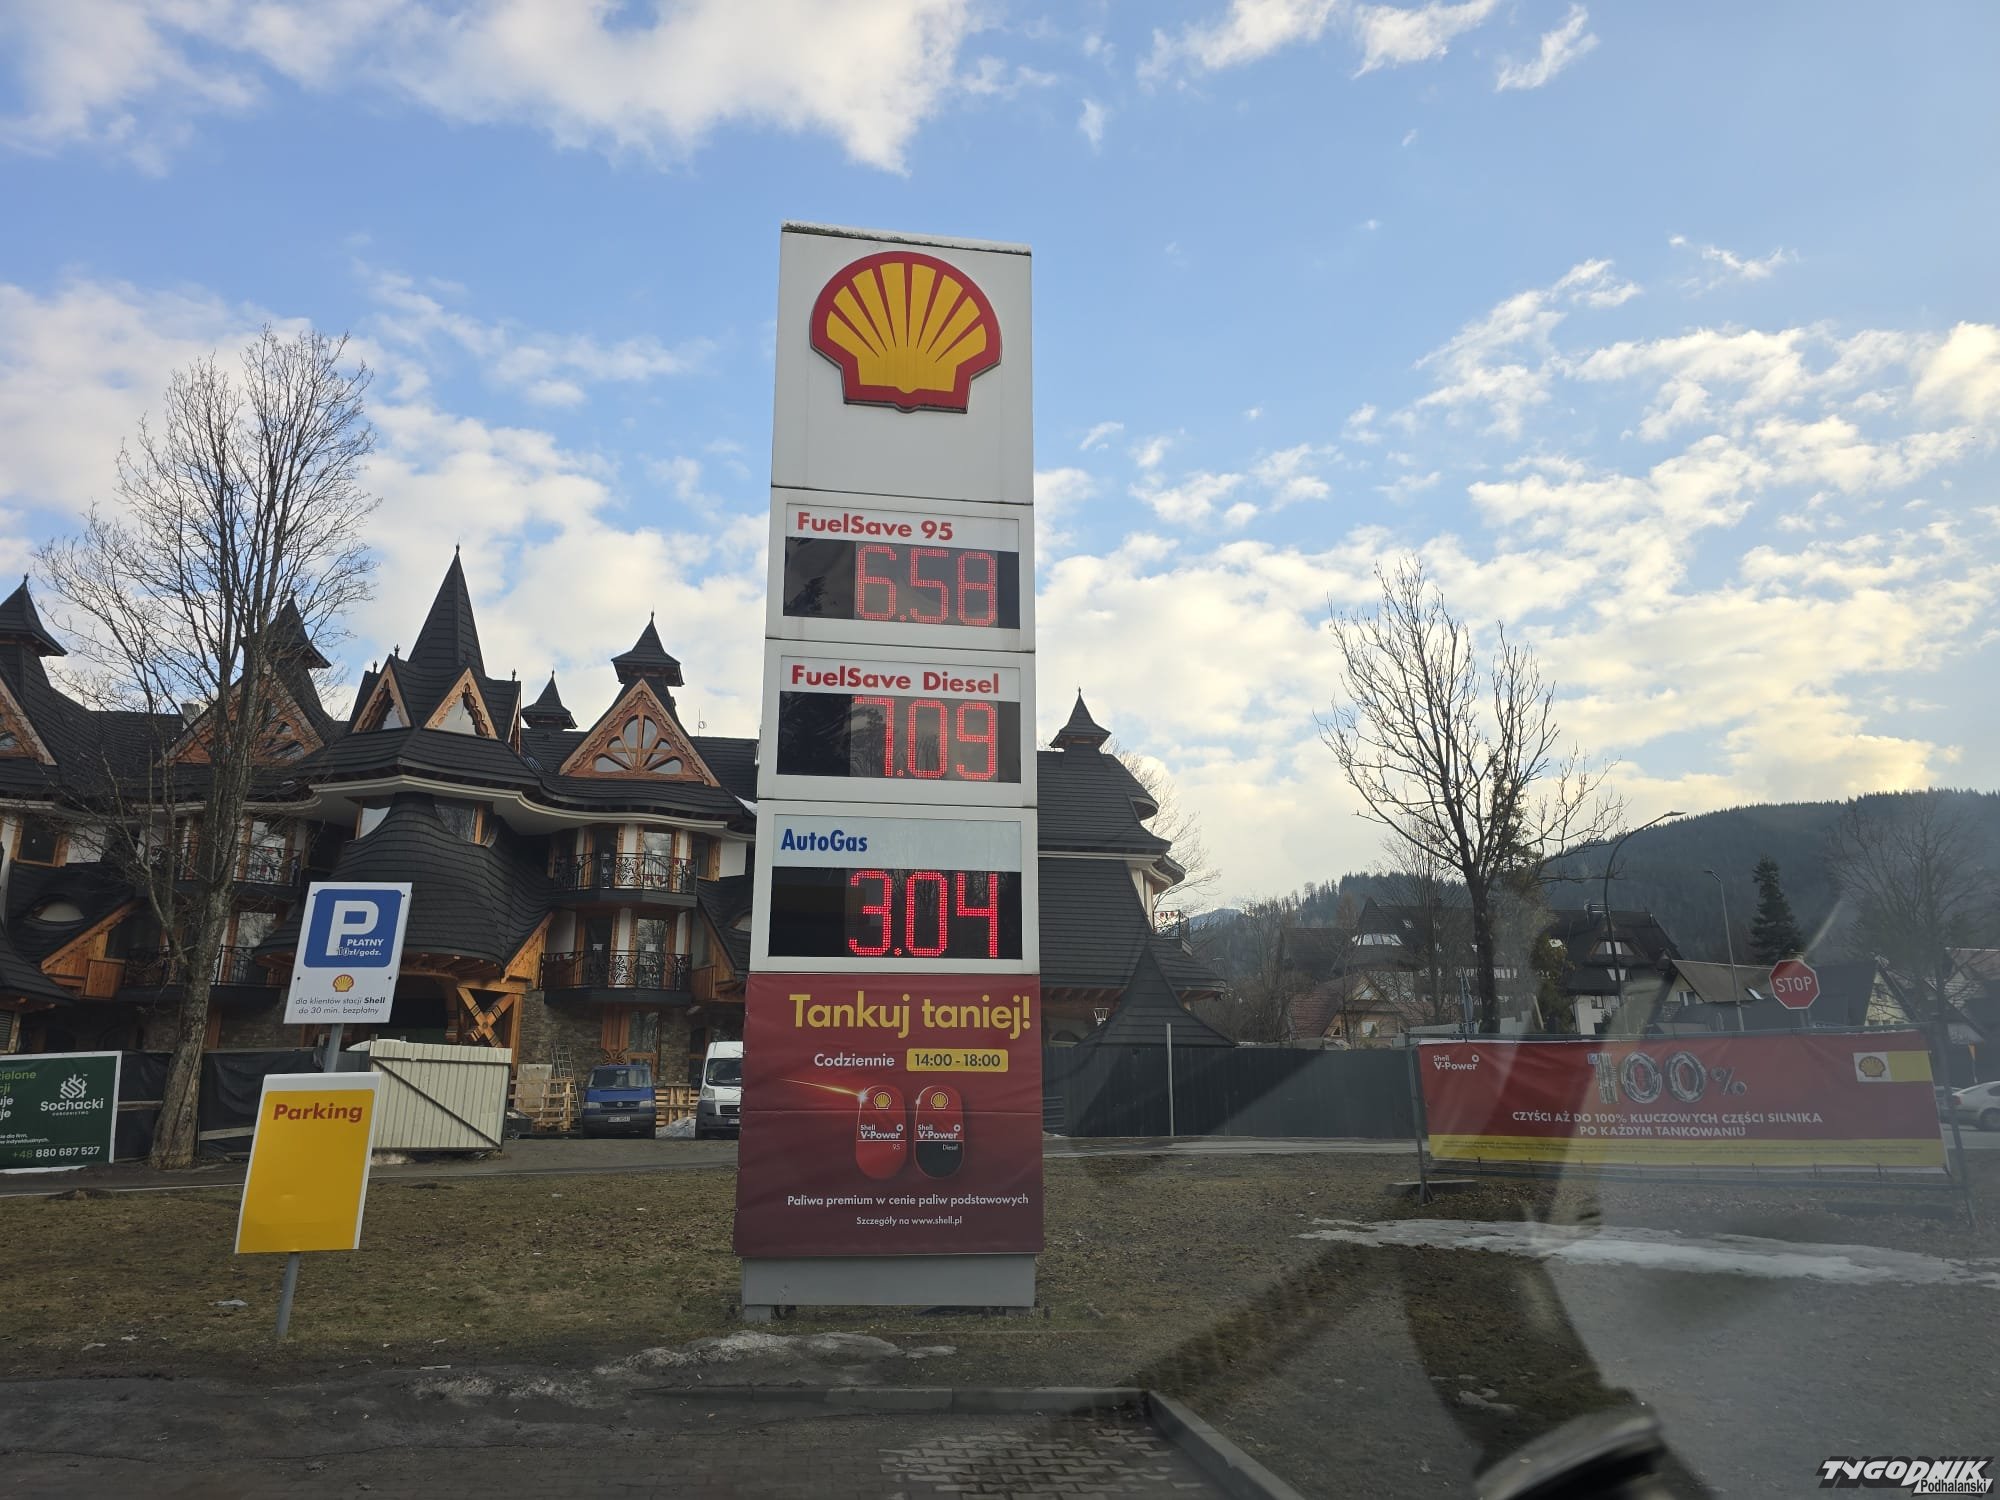 FuelSave 95
6.58
FuelSave Diesel
7.09
AutoGas
3.04
Tankuj taniej!
Codziennie 14:00 - 18:00
Shell
V-Power
95
Shell
V-Power
Diesel
Paliwa premium w cenie paliw podstawowych
Szczegóły na www.shell.pl
P
PŁATNY
10zł/godz.
dla klientów stacji Shell
do 30 min. bezpłatny
Parking
Sochacki
+48 880 687 527
STOP
Shell
V-Power
100%
CZYŚCI AŻ DO 100% KLUCZOWYCH CZĘŚCI SILNIKA
PO KAŻDYM TANKOWANIU
TYGODNIK
Podhalański